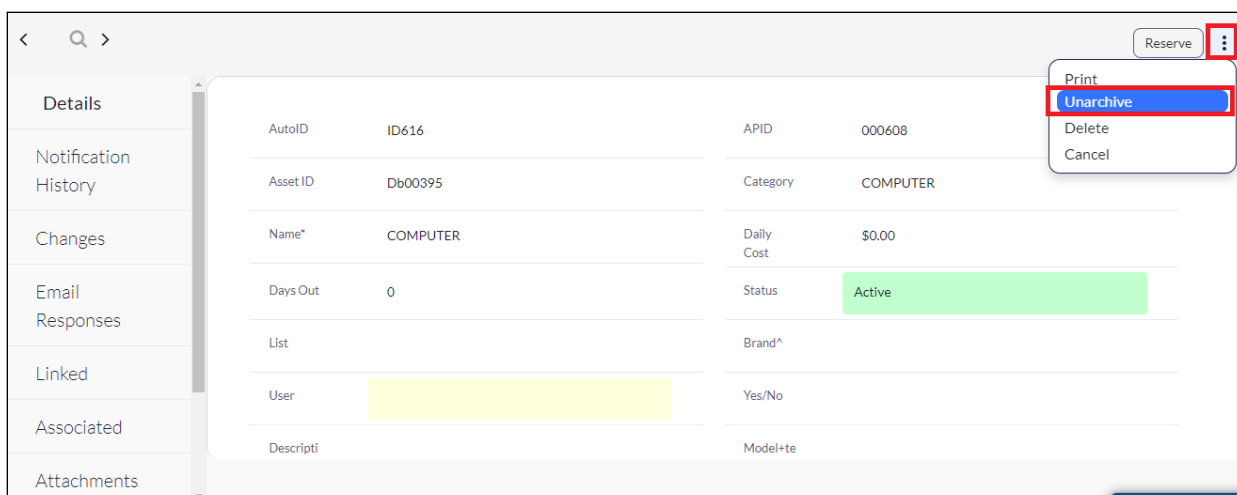 Reserve
Print
Unarchive
Delete
Cancel
Details
Notification
History
Changes
Email
Responses
Linked
Associated
Attachments
AutoID ID616 APID 000608
Asset ID Db00395 Category COMPUTER
Name* COMPUTER Daily
Cost $0.00
Days Out 0 Status Active
List Brand^
User Yes/No
Descripti Model+te